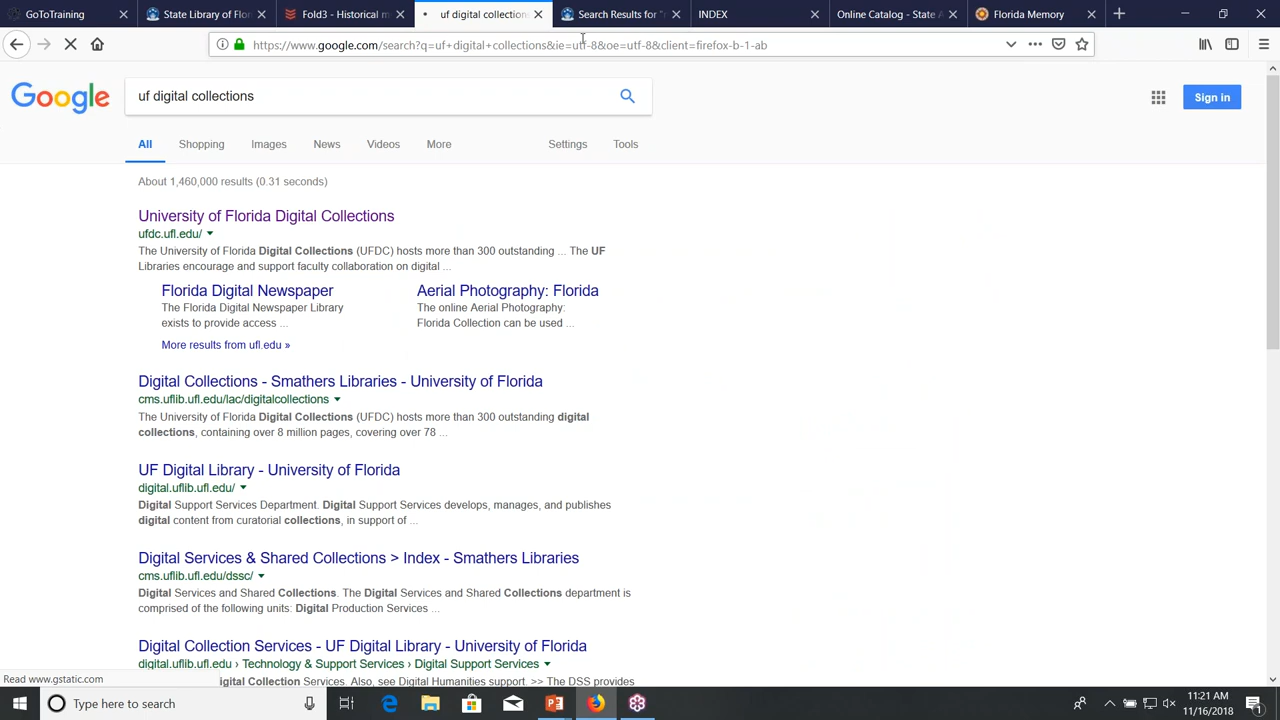 GoToTraining
State Library of Flor
Fold3 - Historical m
uf digital collections
Search Results for "r
INDEX
Online Catalog - State A
Florida Memory
https://www.google.com/search?q=uf+digital+collections&ie=utf-8&oe=utf-8&client=firefox-b-1-ab
Google
uf digital collections
Sign in
All
Shopping
Images
News
Videos
More
Settings
Tools
About 1,460,000 results (0.31 seconds)
University of Florida Digital Collections
ufdc.ufl.edu/
The University of Florida Digital Collections (UFDC) hosts more than 300 outstanding ... The UF
Libraries encourage and support faculty collaboration on digital ...
Florida Digital Newspaper
The Florida Digital Newspaper Library
exists to provide access ...
Aerial Photography: Florida
The online Aerial Photography:
Florida Collection can be used ...
More results from ufl.edu »
Digital Collections - Smathers Libraries - University of Florida
cms.uflib.ufl.edu/lac/digitalcollections
The University of Florida Digital Collections (UFDC) hosts more than 300 outstanding digital
collections, containing over 8 million pages, covering over 78 ...
UF Digital Library - University of Florida
digital.uflib.ufl.edu/
Digital Support Services Department. Digital Support Services develops, manages, and publishes
digital content from curatorial collections, in support of ...
Digital Services & Shared Collections > Index - Smathers Libraries
cms.uflib.ufl.edu/dssc/
Digital Services and Shared Collections. The Digital Services and Shared Collections department is
comprised of the following units: Digital Production Services ...
Digital Collection Services - UF Digital Library - University of Florida
digital.uflib.ufl.edu › Technology & Support Services › Digital Support Services
Digital Collection Services. Also, see Digital Humanities support. >> The DSS provides
Read www.gstatic.com
Type here to search
11:21 AM
11/16/2018
1